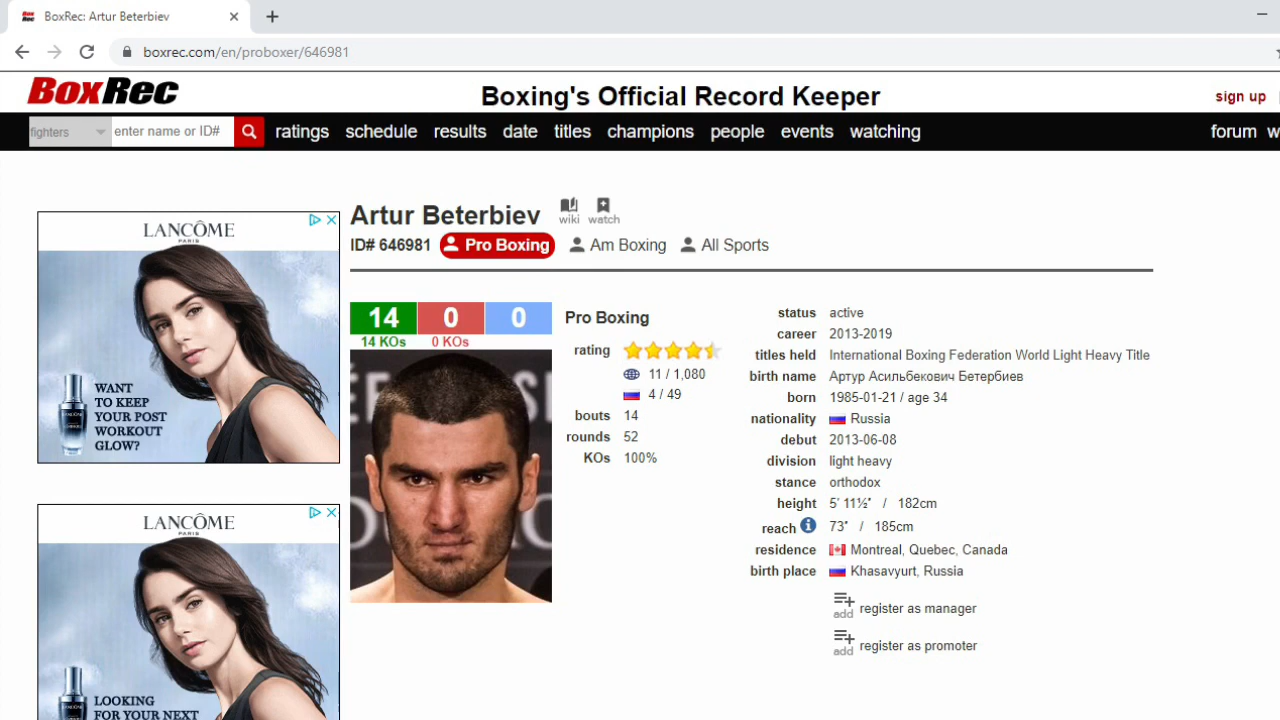 BoxRec: Artur Beterbiev
boxrec.com/en/proboxer/646981
BoxRec
Boxing's Official Record Keeper
sign up
fighters enter name or ID#
ratings schedule results date titles champions people events watching forum w
LANCÔME
PARIS
WANT
TO KEEP
YOUR POST
WORKOUT
GLOW?
LANCÔME
PARIS
LOOKING
FOR YOUR NEXT
Artur Beterbiev
wiki watch
ID# 646981 Pro Boxing Am Boxing All Sports
14 0 0
14 KOs 0 KOs
Pro Boxing
rating
11 / 1,080
4 / 49
bouts 14
rounds 52
KOs 100%
status active
career 2013-2019
titles held International Boxing Federation World Light Heavy Title
birth name Артур Асильбекович Бетербиев
born 1985-01-21 / age 34
nationality Russia
debut 2013-06-08
division light heavy
stance orthodox
height 5′ 11½″ / 182cm
reach 73″ / 185cm
residence Montreal, Quebec, Canada
birth place Khasavyurt, Russia
add register as manager
add register as promoter